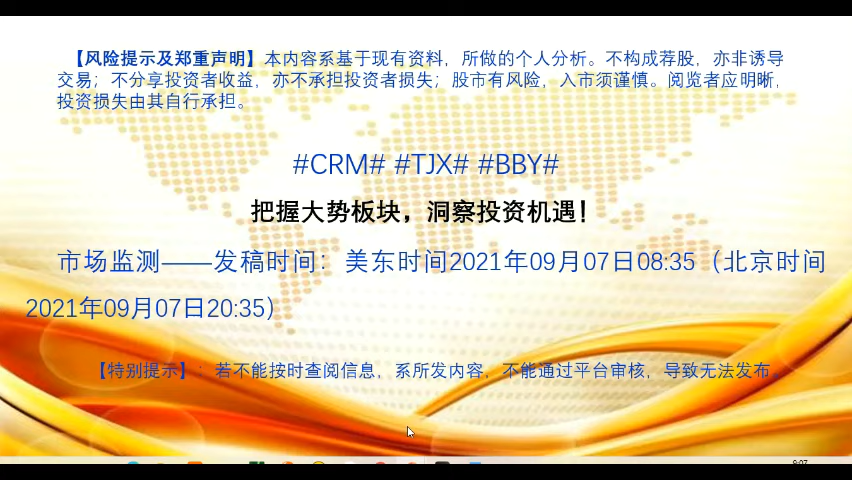 【风险提示及郑重声明】本内容系基于现有资料，所做的个人分析。不构成荐股，亦非诱导
交易；不分享投资者收益，亦不承担投资者损失；股市有风险，入市须谨慎。阅览者应明晰，
投资损失由其自行承担。
#CRM# #TJX# #BBY#
把握大势板块，洞察投资机遇！
市场监测——发稿时间：美东时间2021年09月07日08:35（北京时间
2021年09月07日20:35）
【特别提示】：若不能按时查阅信息，系所发内容，不能通过平台审核，导致无法发布。